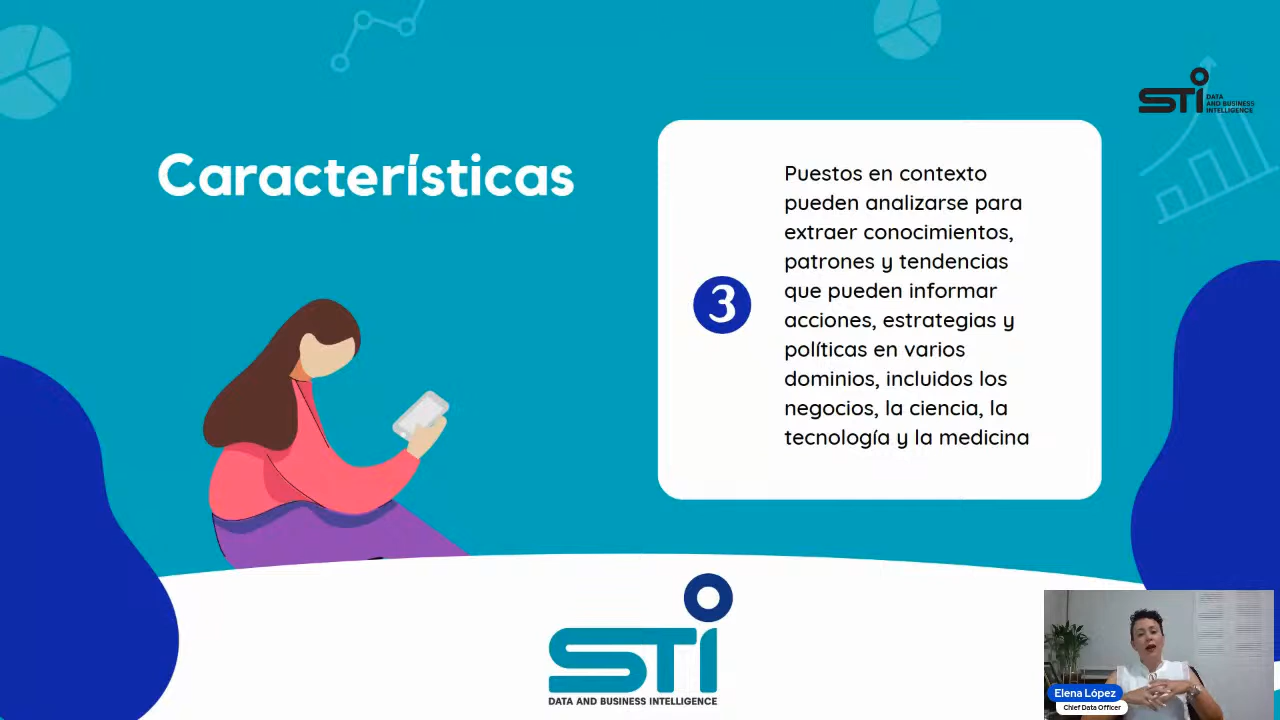 STi DATA
AND BUSINESS
INTELLIGENCE
Características
3
Puestos en contexto
pueden analizarse para
extraer conocimientos,
patrones y tendencias
que pueden informar
acciones, estrategias y
políticas en varios
dominios, incluidos los
negocios, la ciencia, la
tecnología y la medicina
STi
DATA AND BUSINESS INTELLIGENCE
Elena López
Chief Data Officer